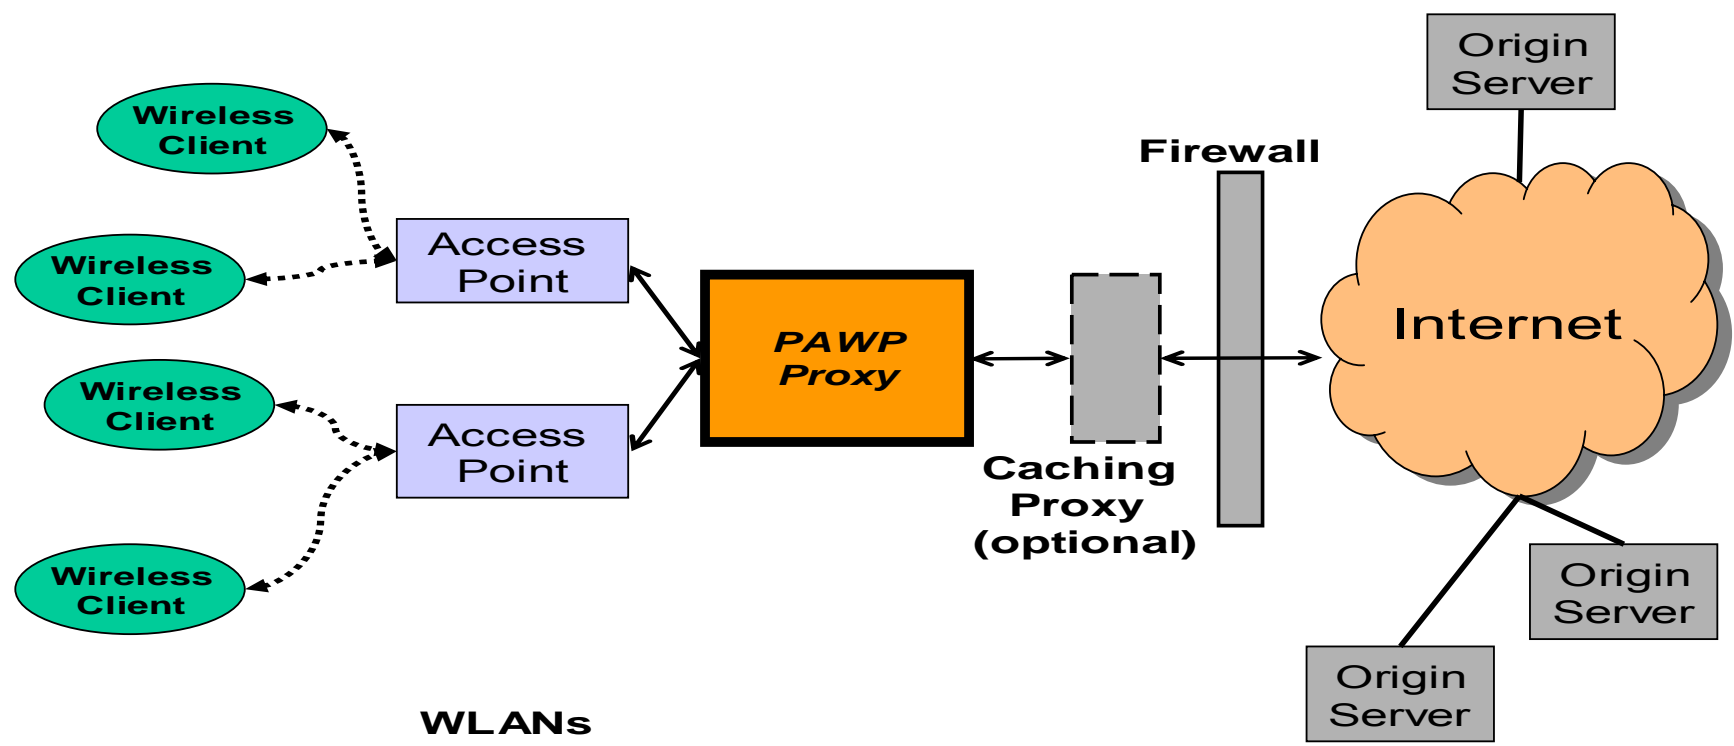 Origin
Server
Wireless
Client
Firewall
Access
Point
Wireless
Client
Internet
PAWP
Proxy
Wireless
Client
Access
Point
Caching
Proxy
(optional)
Wireless
Client
Origin
Server
Origin
Server
WLANs